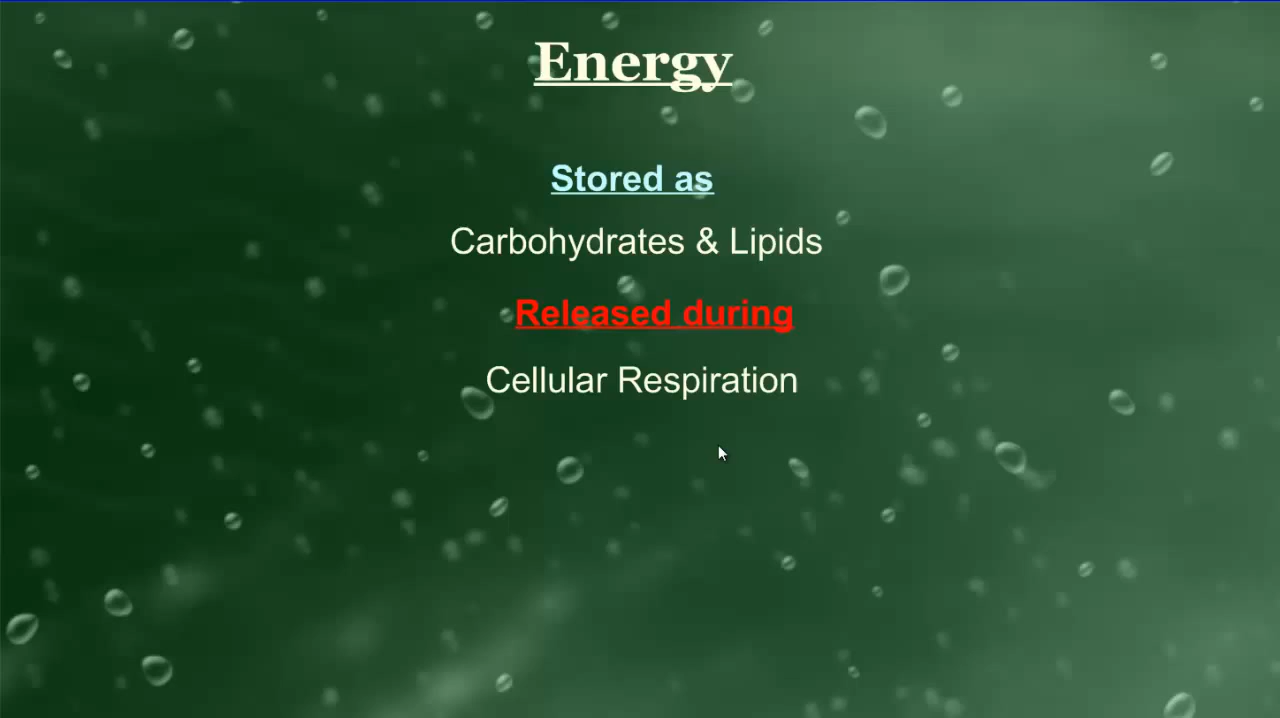 Energy
Stored as
Carbohydrates & Lipids
Released during
Cellular Respiration